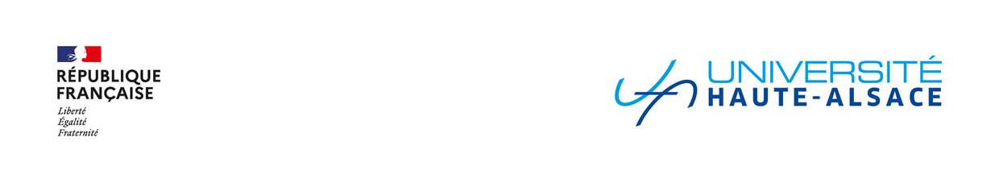 RÉPUBLIQUE
FRANÇAISE
Liberté
Égalité
Fraternité
UNIVERSITÉ
HAUTE-ALSACE